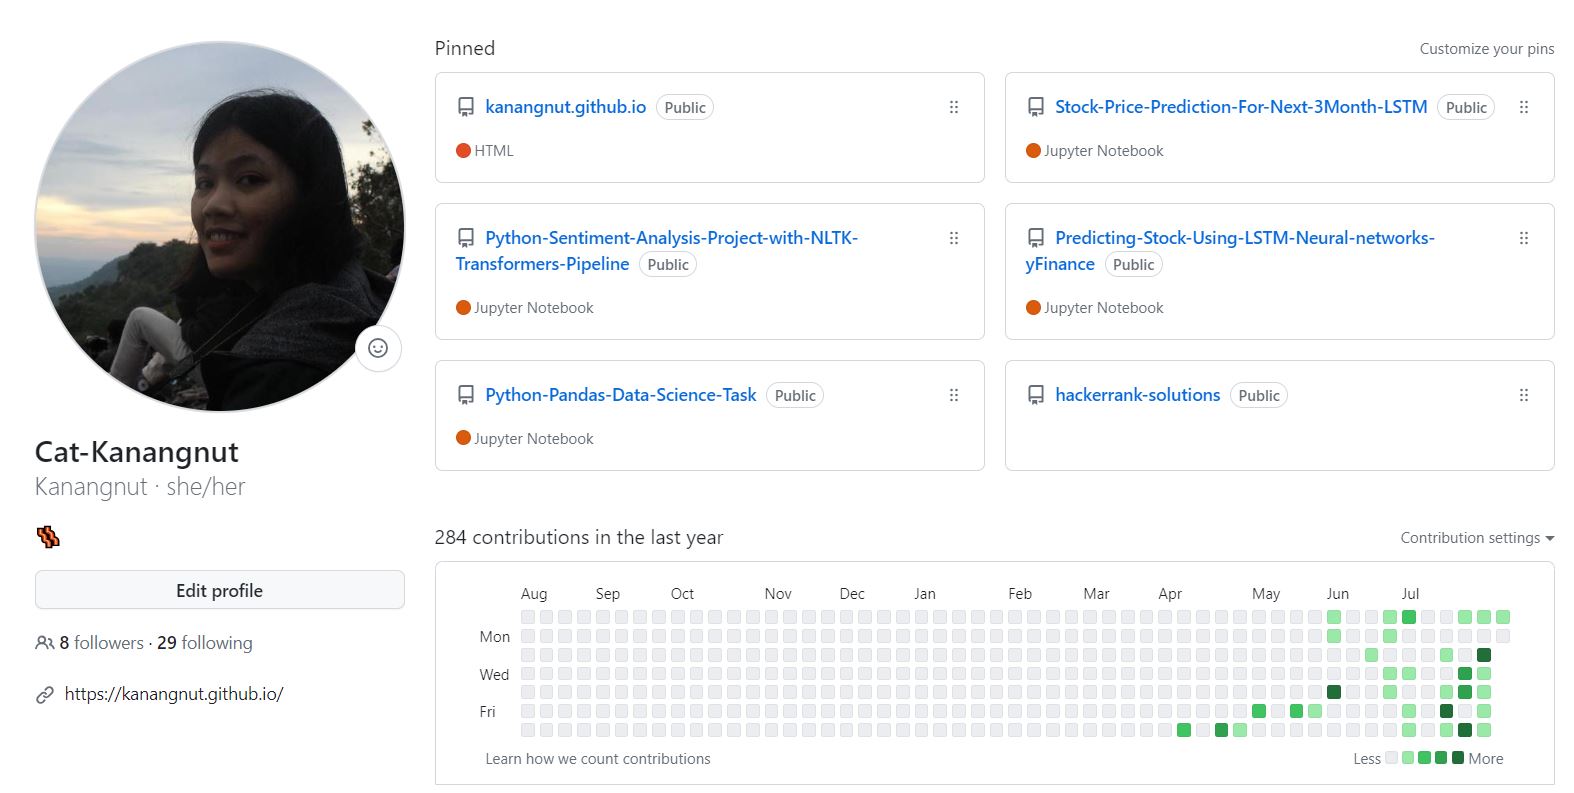 Pinned
Customize your pins
kanangnut.github.io Public
HTML
Stock-Price-Prediction-For-Next-3Month-LSTM Public
Jupyter Notebook
Python-Sentiment-Analysis-Project-with-NLTK-
Transformers-Pipeline Public
Jupyter Notebook
Predicting-Stock-Using-LSTM-Neural-networks-
yFinance Public
Jupyter Notebook
Python-Pandas-Data-Science-Task Public
Jupyter Notebook
hackerrank-solutions Public
Cat-Kanangnut
Kanangnut · she/her
Edit profile
8 followers · 29 following
https://kanangnut.github.io/
284 contributions in the last year
Contribution settings
Aug Sep Oct Nov Dec Jan Feb Mar Apr May Jun Jul
Mon
Wed
Fri
Learn how we count contributions
Less More